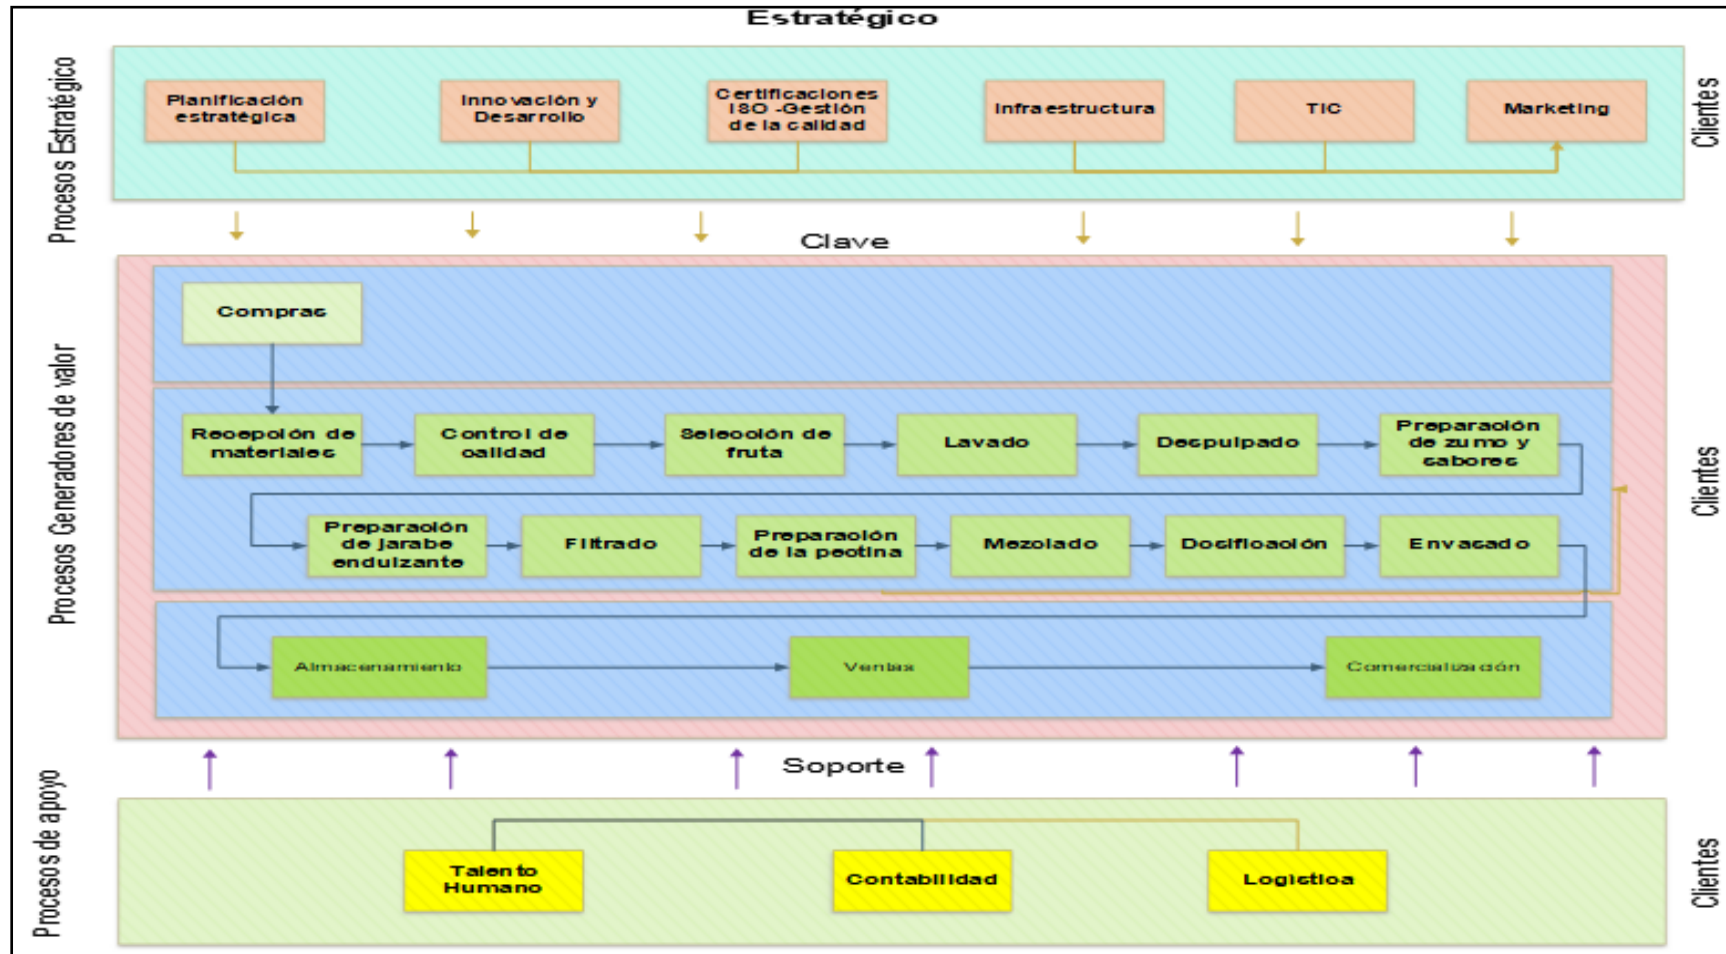 Estratégico
Procesos Estratégico
Planificación
estratégica
Innovación y
Desarrollo
Certificaciones
ISO -Gestión
de la calidad
Infraestructura
TIC
Marketing
Clientes
Clave
Procesos Generadores de valor
Compras
Recepción de
materiales
Control de
calidad
Selección de
fruta
Lavado
Despulpado
Preparación
de zumo y
sabores
Preparación
de jarabe
endulzante
Filtrado
Preparación
de la pectina
Mezclado
Dosificación
Envasado
Almacenamiento
Ventas
Comercialización
Clientes
Soporte
Procesos de apoyo
Talento
Humano
Contabilidad
Logística
Clientes